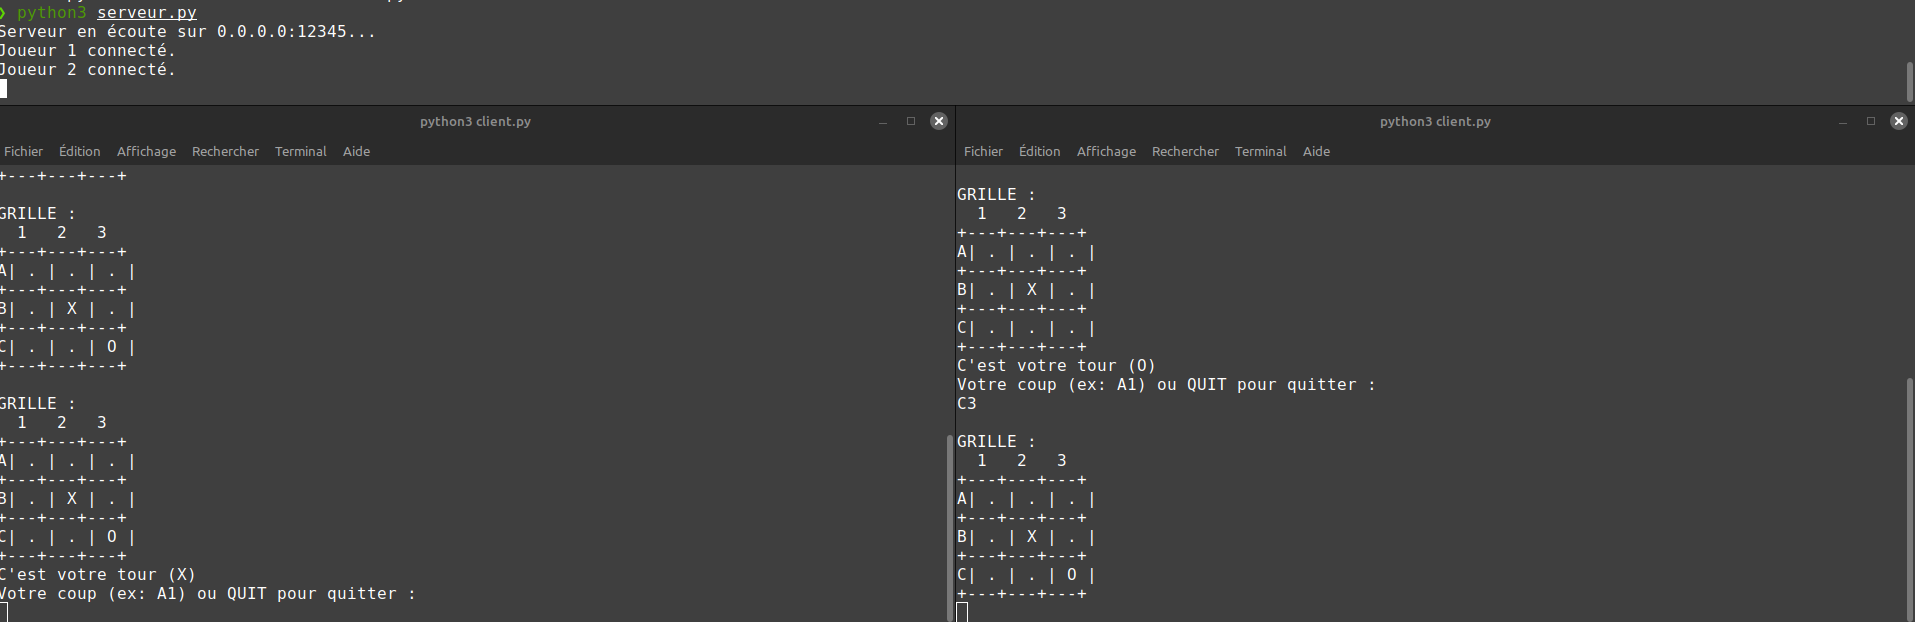 ❯ python3 serveur.py
Serveur en écoute sur 0.0.0.0:12345...
Joueur 1 connecté.
Joueur 2 connecté.
python3 client.py
Fichier Édition Affichage Rechercher Terminal Aide
+---+---+---+

GRILLE :
  1   2   3
+---+---+---+
A| . | . | . |
+---+---+---+
B| . | X | . |
+---+---+---+
C| . | . | O |
+---+---+---+

GRILLE :
  1   2   3
+---+---+---+
A| . | . | . |
+---+---+---+
B| . | X | . |
+---+---+---+
C| . | . | O |
+---+---+---+
C'est votre tour (X)
Votre coup (ex: A1) ou QUIT pour quitter :
python3 client.py
Fichier Édition Affichage Rechercher Terminal Aide
GRILLE :
  1   2   3
+---+---+---+
A| . | . | . |
+---+---+---+
B| . | X | . |
+---+---+---+
C| . | . | . |
+---+---+---+
C'est votre tour (O)
Votre coup (ex: A1) ou QUIT pour quitter :
C3

GRILLE :
  1   2   3
+---+---+---+
A| . | . | . |
+---+---+---+
B| . | X | . |
+---+---+---+
C| . | . | O |
+---+---+---+